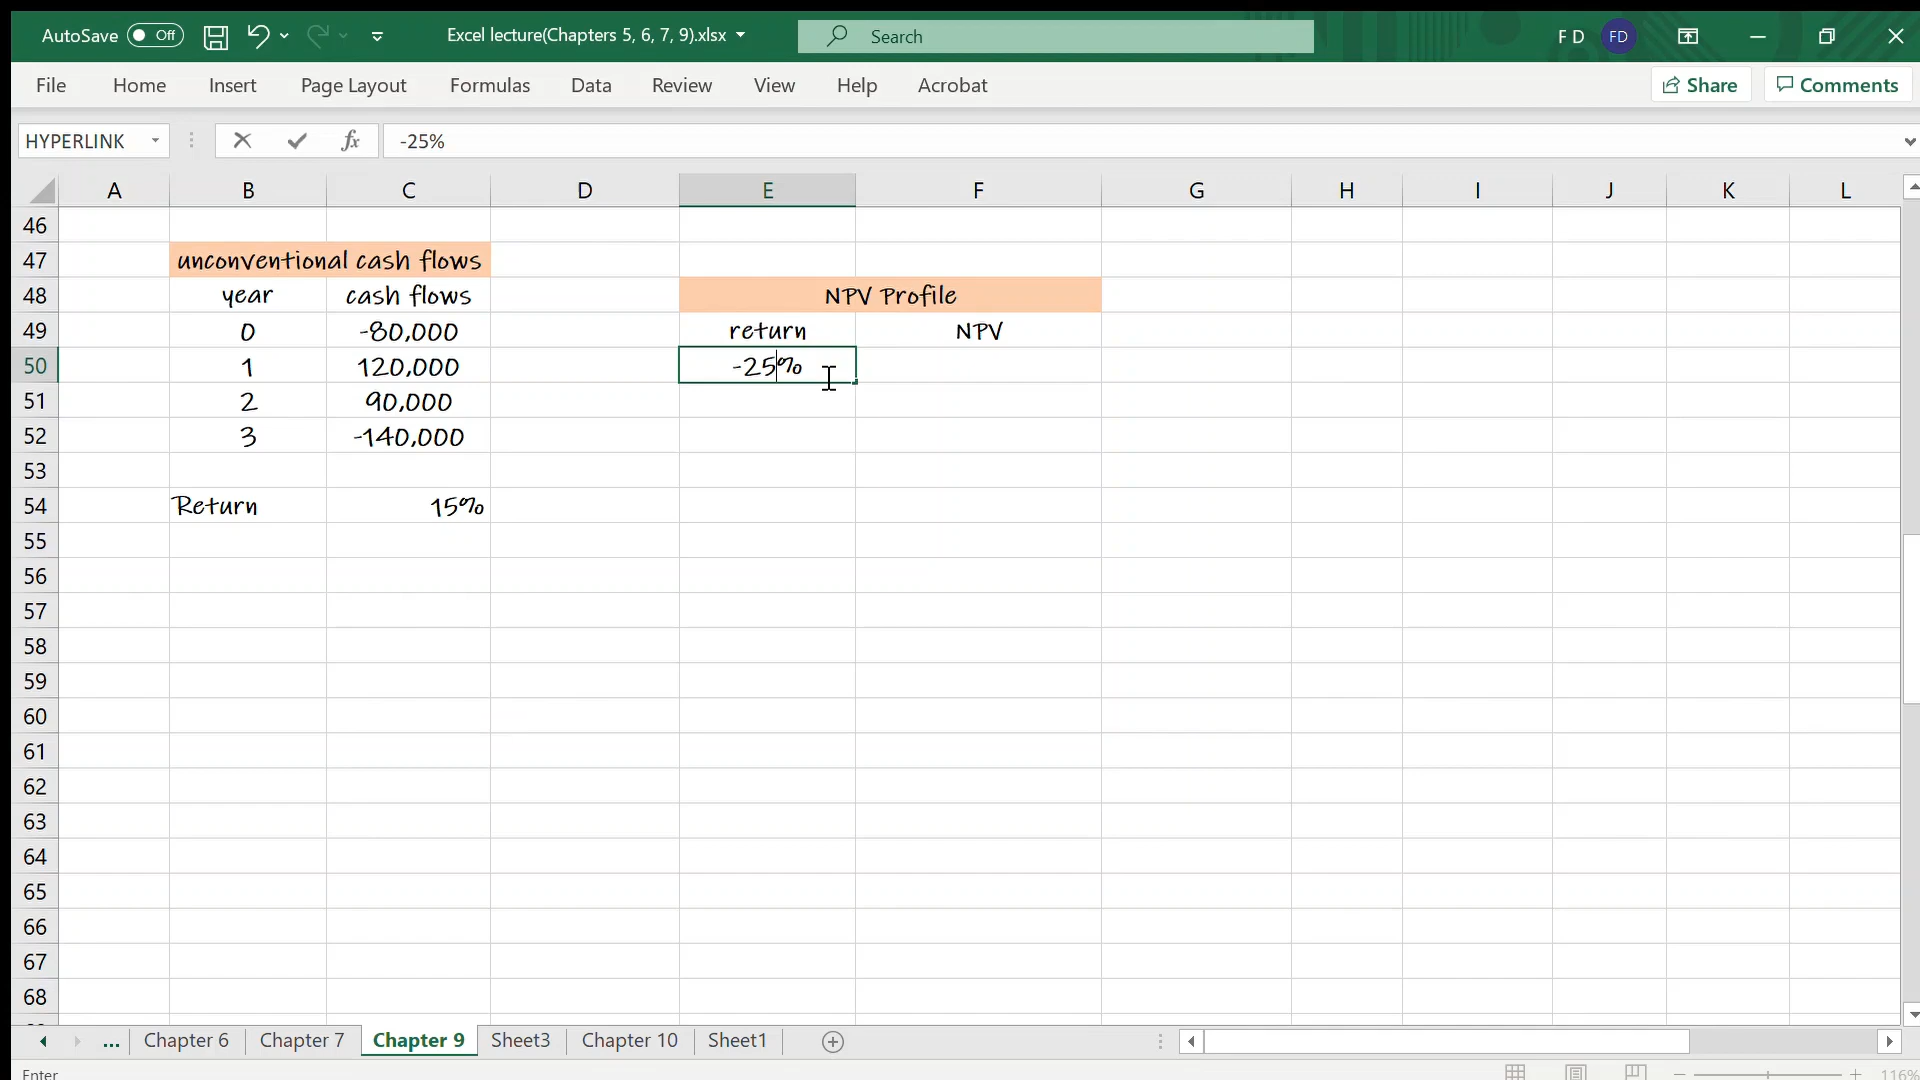 AutoSave Off Excel lecture(Chapters 5, 6, 7, 9).xlsx Search F D FD
File Home Insert Page Layout Formulas Data Review View Help Acrobat Share Comments
HYPERLINK fx -25%
A B C D E F G H I J K L
46
47 unconventional cash flows
48 year cash flows NPV Profile
49 0 -80,000 return NPV
50 1 120,000 -25%
51 2 90,000
52 3 -140,000
53
54 Return 15%
55
56
57
58
59
60
61
62
63
64
65
66
67
68
... Chapter 6 Chapter 7 Chapter 9 Sheet3 Chapter 10 Sheet1
Enter 116%